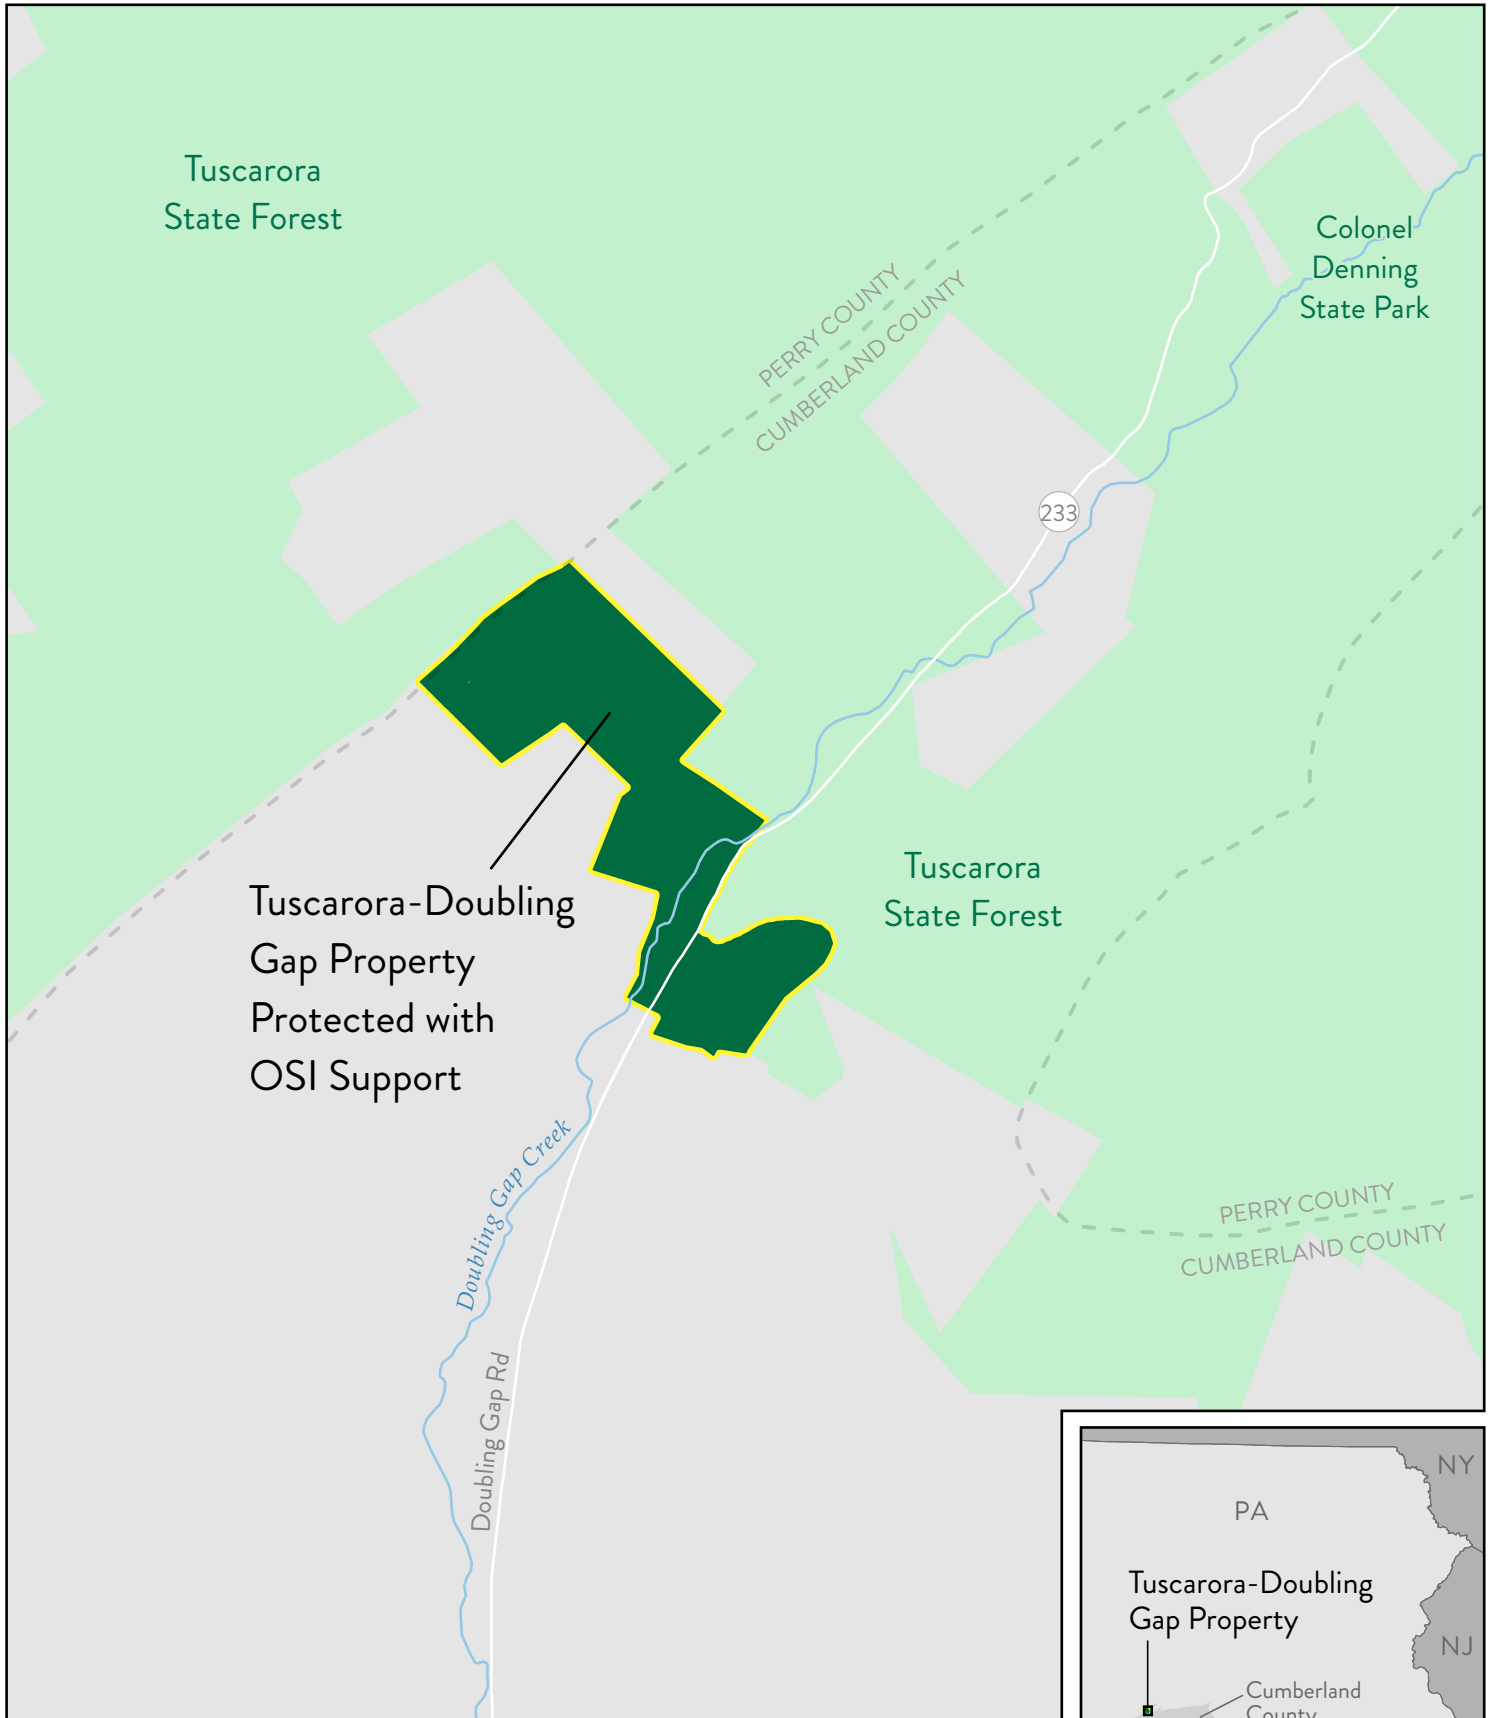 Tuscarora
State Forest
Colonel
Denning
State Park
PERRY COUNTY
CUMBERLAND COUNTY
233
Tuscarora
State Forest
Tuscarora-Doubling
Gap Property
Protected with
OSI Support
Doubling Gap Creek
PERRY COUNTY
CUMBERLAND COUNTY
Doubling Gap Rd
NY
PA
Tuscarora-Doubling
Gap Property
NJ
Cumberland
County